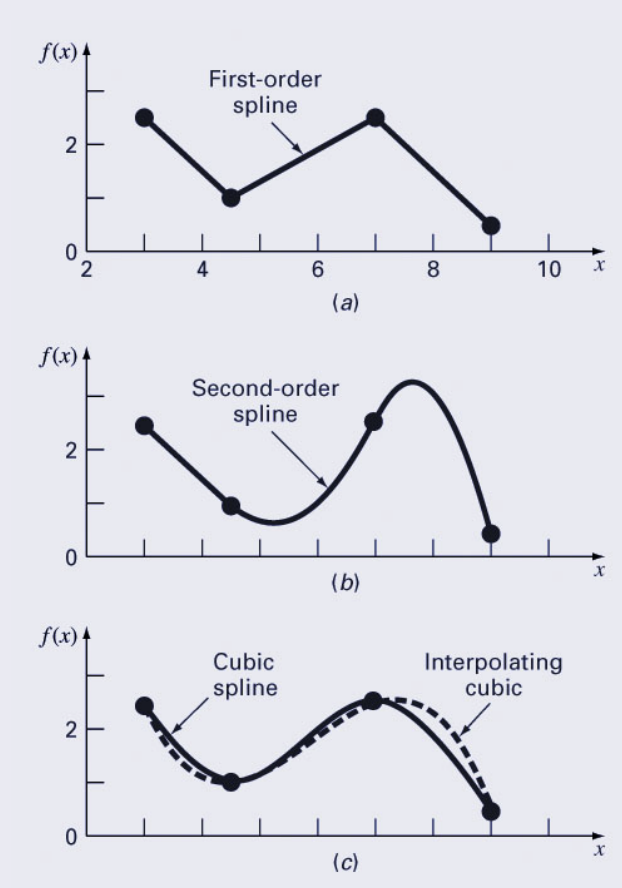 f(x)
First-order
spline
2
0
2 4 6 8 10 x
(a)
f(x)
Second-order
spline
2
0
x
(b)
f(x)
Cubic
spline
Interpolating
cubic
2
0
x
(c)